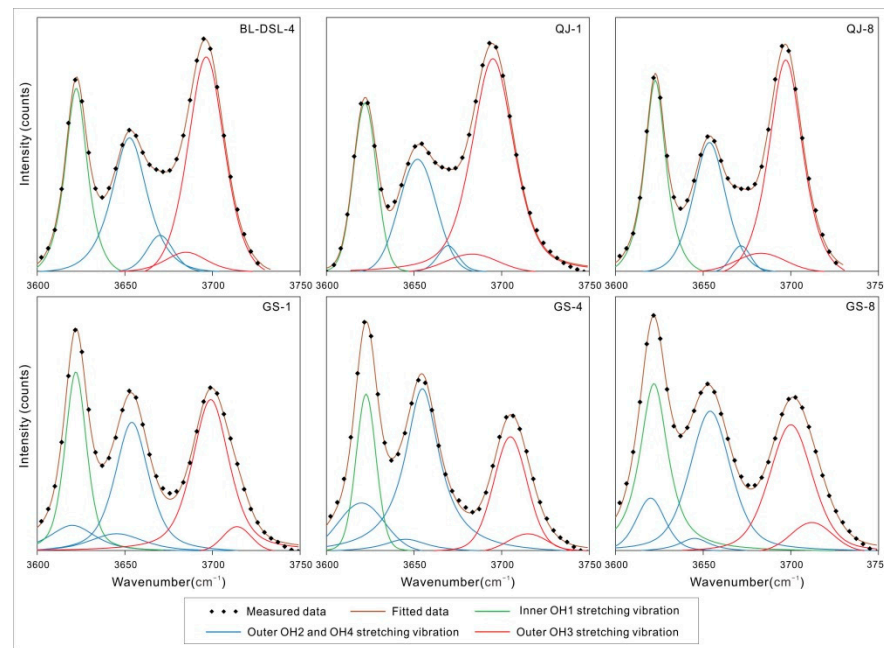 BL-DSL-4 QJ-1 QJ-8
Intensity (counts)
3600 3650 3700 3750 3600 3650 3700 3750 3600 3650 3700 375
GS-1 GS-4 GS-8
Intensity (counts)
3600 3650 3700 3750 3600 3650 3700 3750 3600 3650 3700 375
Wavenumber(cm⁻¹) Wavenumber(cm⁻¹) Wavenumber(cm⁻¹)
Measured data Fitted data Inner OH1 stretching vibration
Outer OH2 and OH4 stretching vibration Outer OH3 stretching vibration